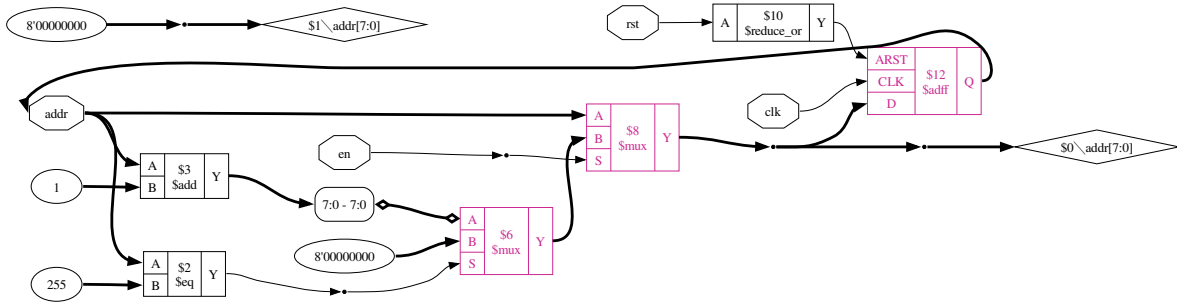 8'00000000
$1\addr[7:0]
rst
A
$10
$reduce_or
Y
ARST
CLK
D
$12
$adff
Q
addr
clk
A
B
S
$8
$mux
Y
en
$0\addr[7:0]
A
B
$3
$add
Y
1
7:0 - 7:0
A
B
S
$6
$mux
Y
8'00000000
A
B
$2
$eq
Y
255